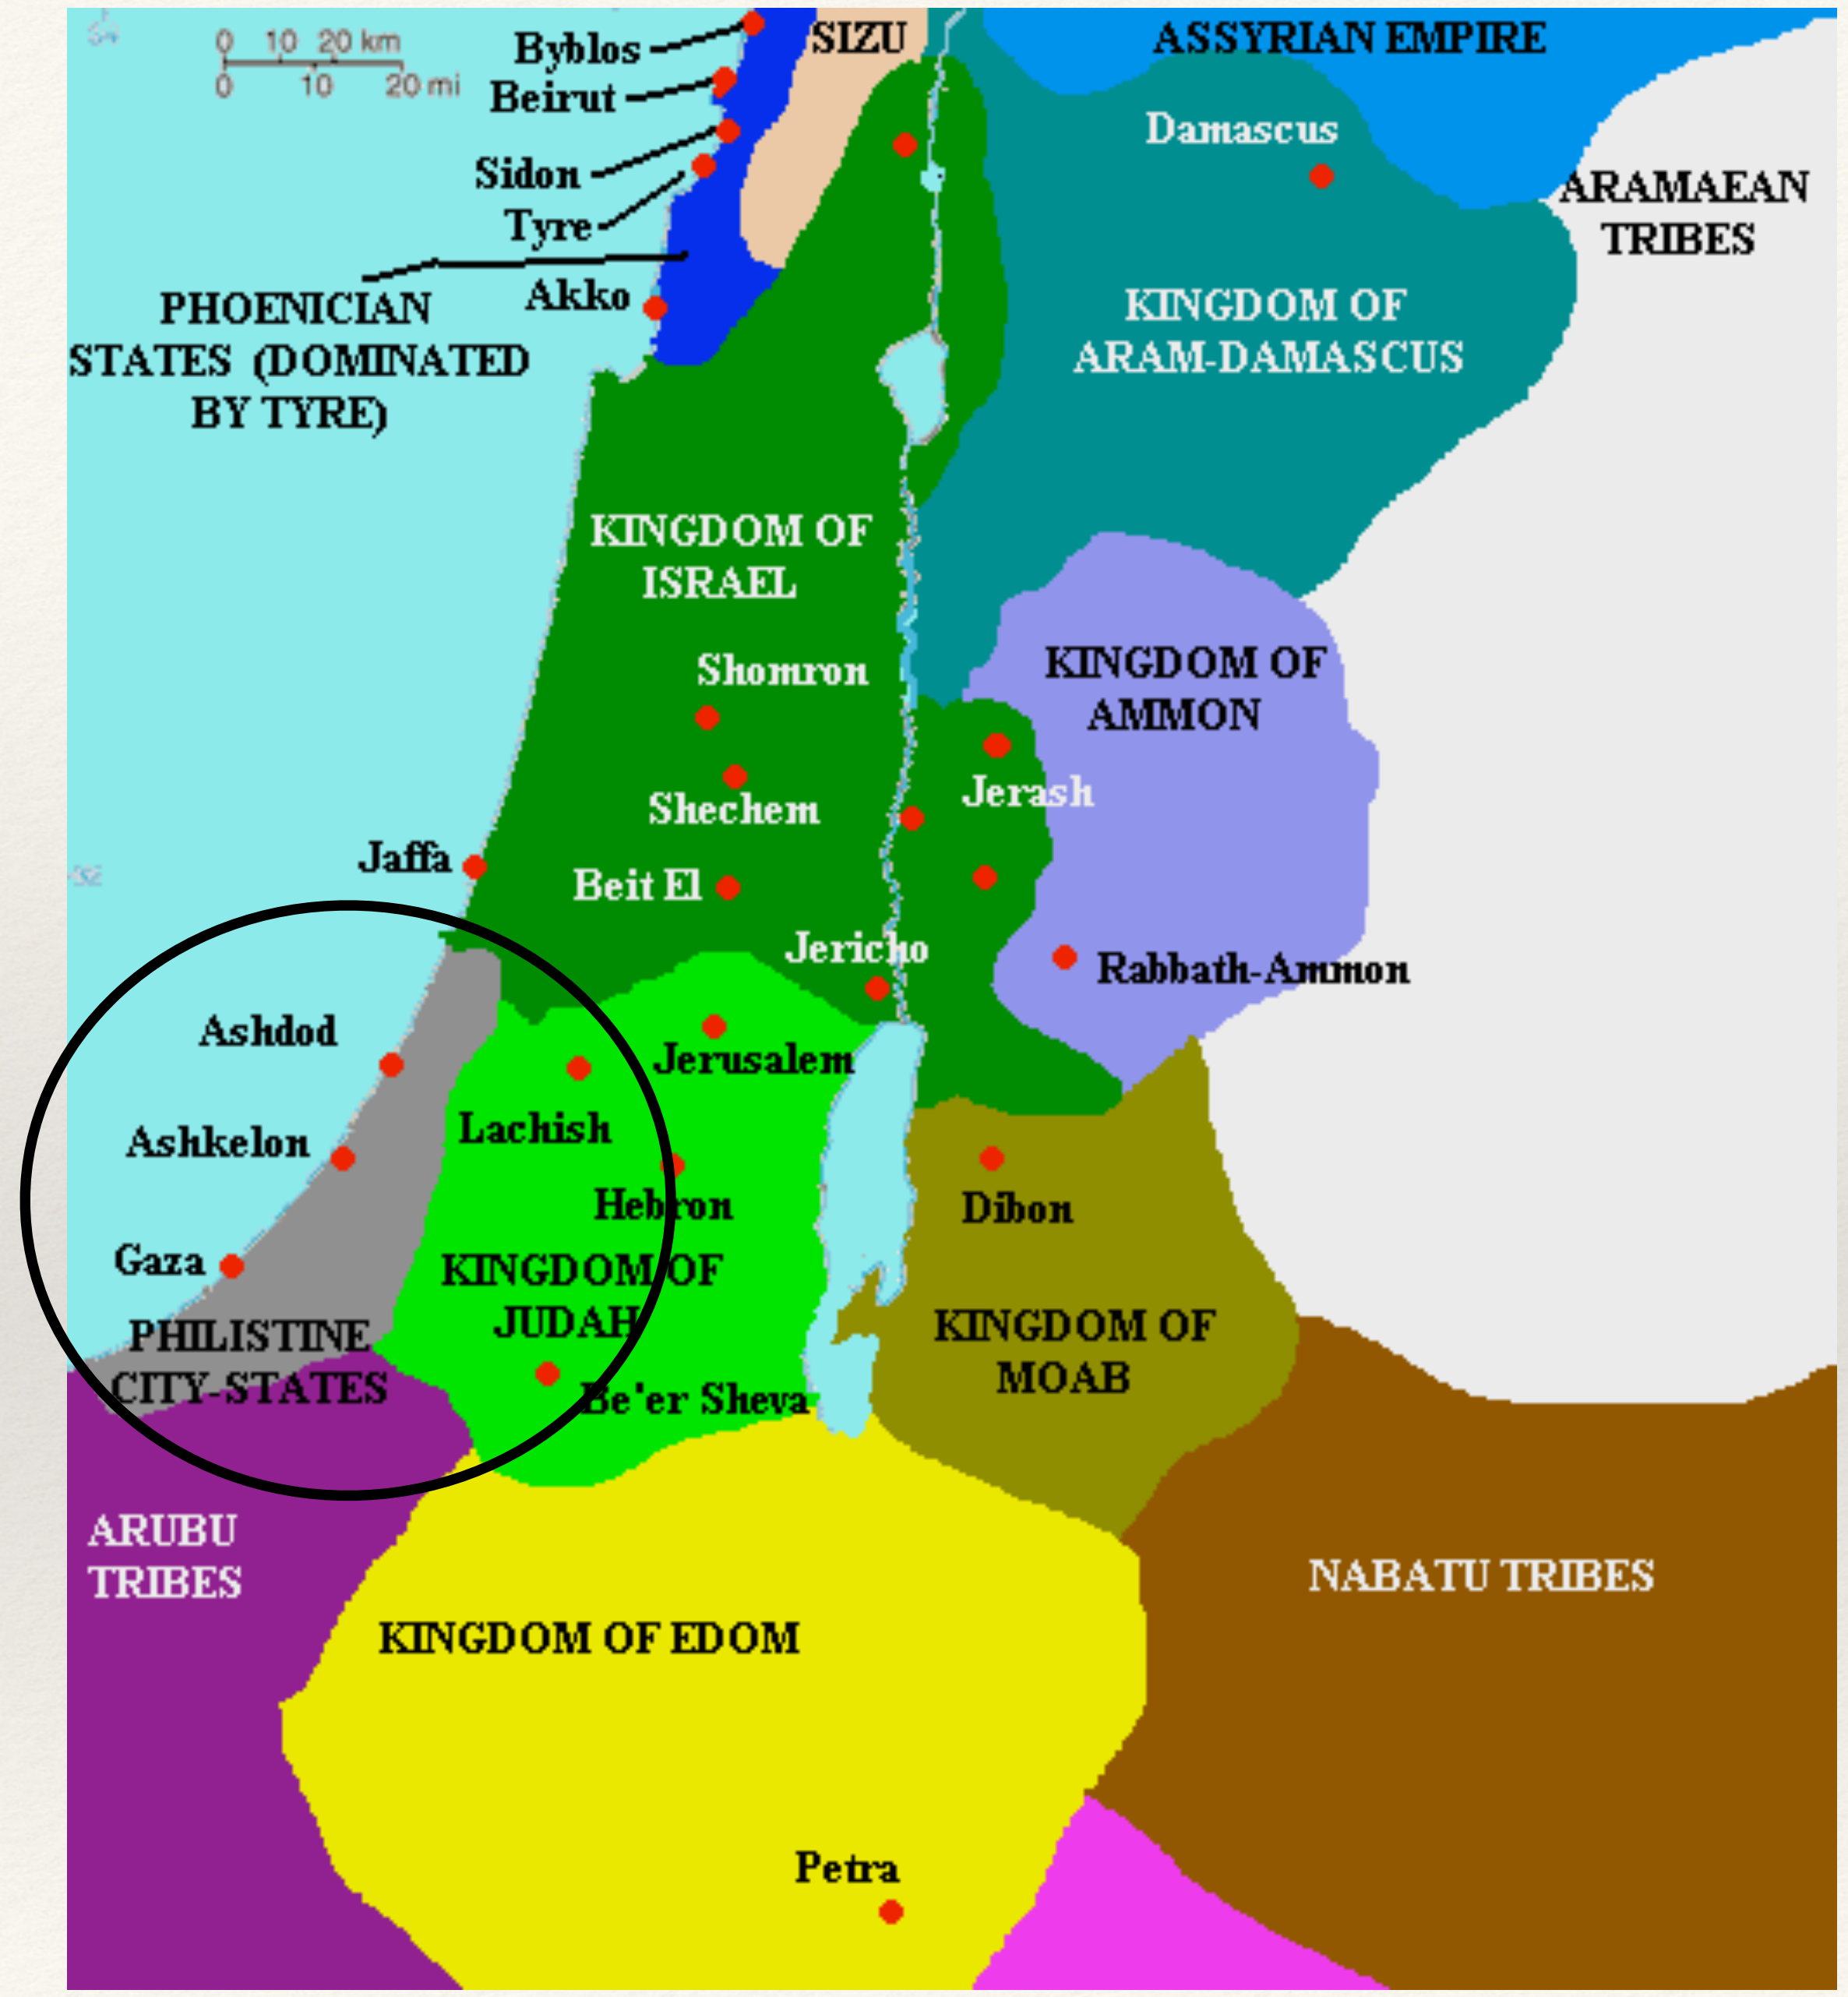 34
0 10 20 km
0 10 20 mi
Byblos
Beirut
Sidon
Tyre
PHOENICIAN
STATES (DOMINATED
BY TYRE)
Akko
SIZU
ASSYRIAN EMPIRE
Damascus
ARAMAEAN
TRIBES
KINGDOM OF
ARAM-DAMASCUS
KINGDOM OF
ISRAEL
Shomron
Shechem
KINGDOM OF
AMMON
Jerash
Jaffa
32
Beit El
Jericho
Rabbath-Ammon
Ashdod
Jerusalem
Lachish
Ashkelon
Hebron
Dibon
Gaza
KINGDOM OF
JUDAH
PHILISTINE
CITY-STATES
KINGDOM OF
MOAB
Be'er Sheva
ARUBU
TRIBES
NABATU TRIBES
KINGDOM OF EDOM
Petra